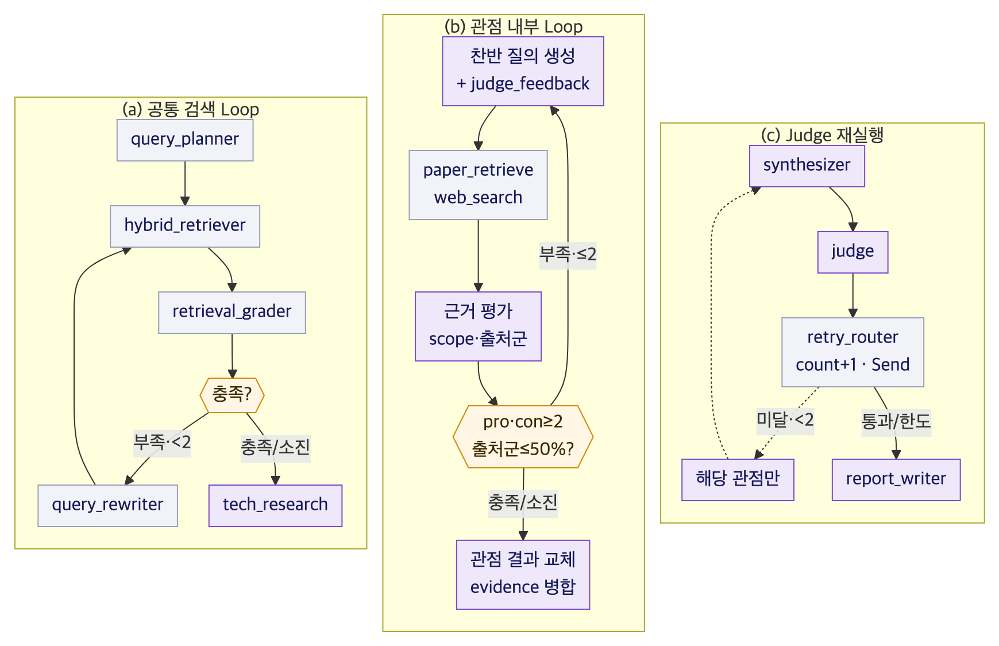 (a) 공통 검색 Loop
query_planner
hybrid_retriever
retrieval_grader
충족?
부족·<2
충족/소진
query_rewriter
tech_research
(b) 관점 내부 Loop
찬반 질의 생성
+ judge_feedback
paper_retrieve
web_search
부족·≤2
근거 평가
scope·출처군
pro·con≥2
출처군≤50%?
충족/소진
관점 결과 교체
evidence 병합
(c) Judge 재실행
synthesizer
judge
retry_router
count+1 · Send
미달·<2
통과/한도
해당 관점만
report_writer